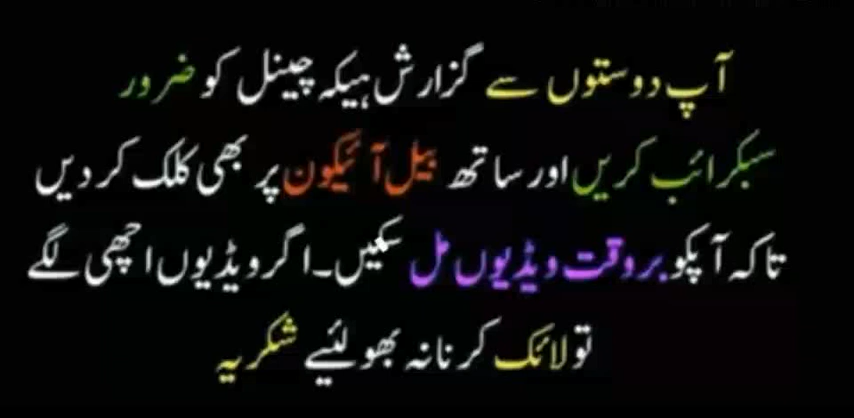 آپ دوستوں سے گزارش ہیکہ چینل کو ضرور
سبکرائب کریں اور ساتھ بیل آئیکون پر بھی کلک کر دیں
تاکہ آپکو بروقت ویڈیوں مل سکیں۔ اگر ویڈیوں اچھی لگے
تو لائک کرنا نہ بھولئیے شکریہ